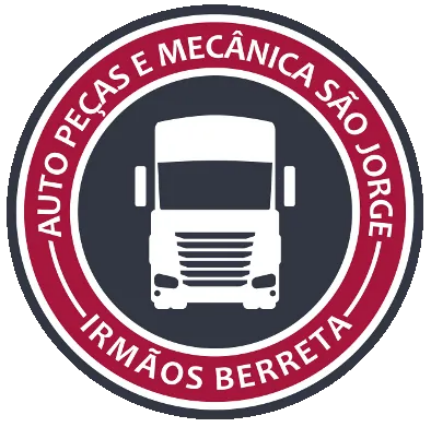 AUTO PEÇAS E MECÂNICA SÃO JORGE
IRMÃOS BERRETA